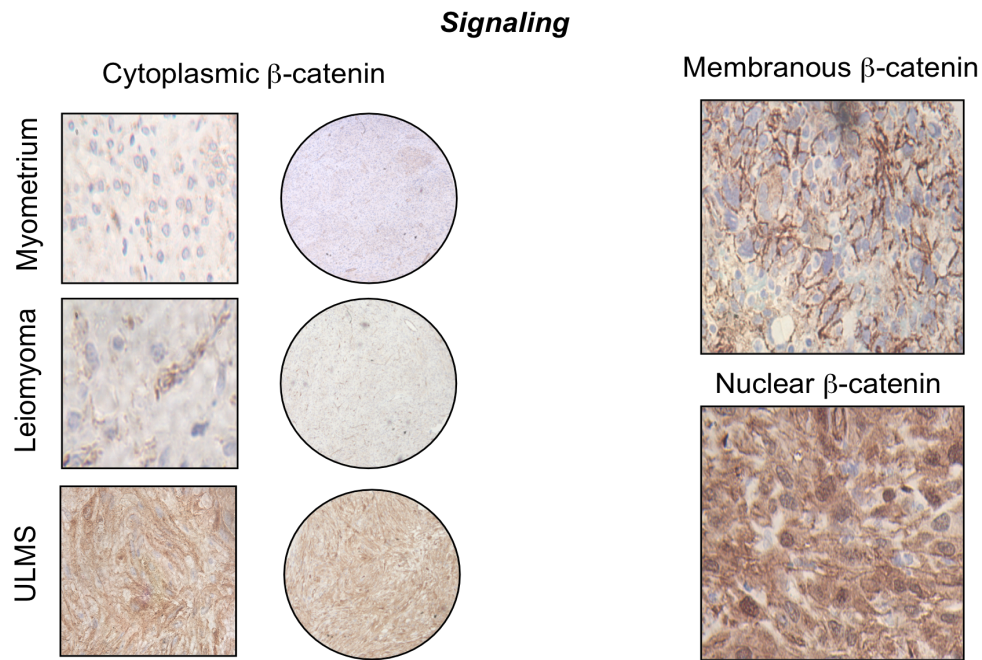 Signaling
Cytoplasmic β-catenin
Membranous β-catenin
Myometrium
Leiomyoma
Nuclear β-catenin
ULMS